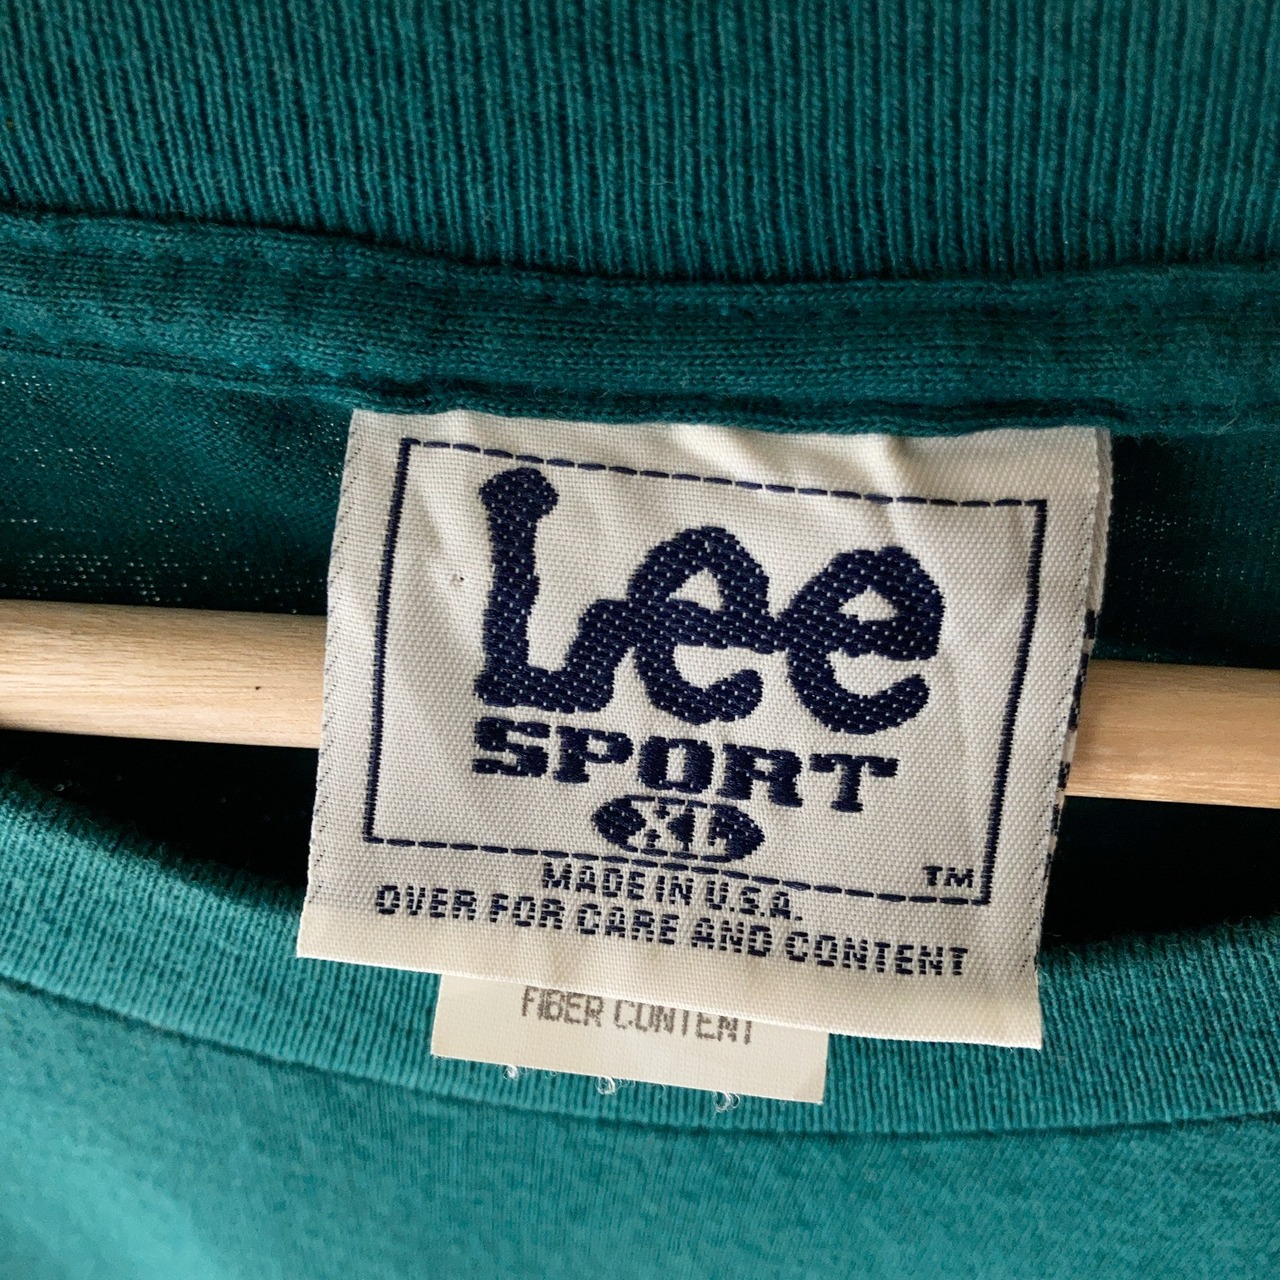 Lee
SPORT
XL
TM
MADE IN U.S.A.
OVER FOR CARE AND CONTENT
FIBER CONTENT